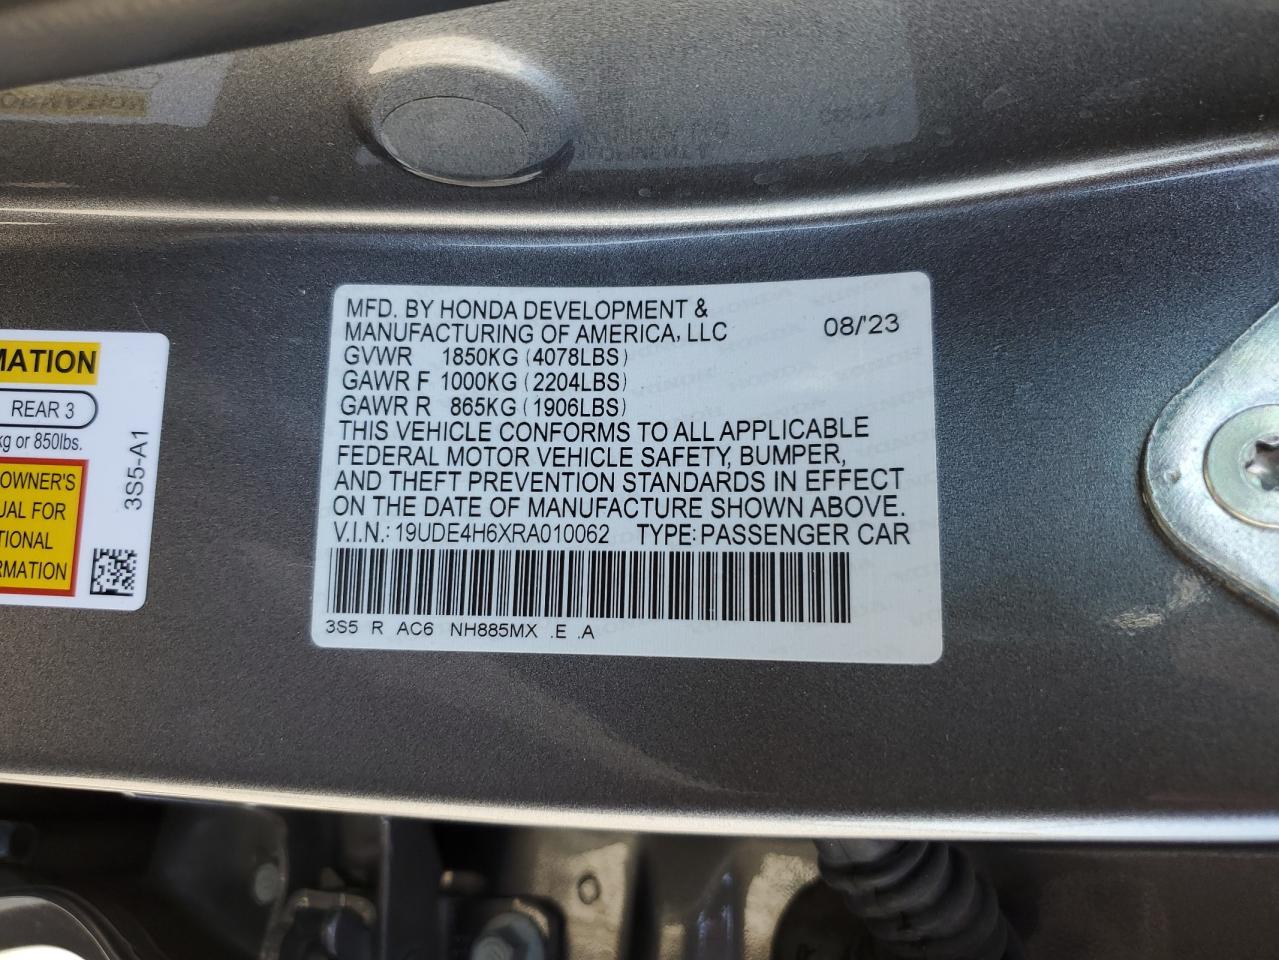 MFD. BY HONDA DEVELOPMENT &
MANUFACTURING OF AMERICA, LLC 08/'23
GVWR 1850KG (4078LBS)
GAWR F 1000KG (2204LBS)
GAWR R 865KG (1906LBS)
THIS VEHICLE CONFORMS TO ALL APPLICABLE
FEDERAL MOTOR VEHICLE SAFETY, BUMPER,
AND THEFT PREVENTION STANDARDS IN EFFECT
ON THE DATE OF MANUFACTURE SHOWN ABOVE.
V.I.N.: 19UDE4H6XRA010062 TYPE: PASSENGER CAR
3S5 R AC6 NH885MX .E .A
MATION
REAR 3
kg or 850lbs.
OWNER'S
UAL FOR
TIONAL
RMATION
3S5-A1